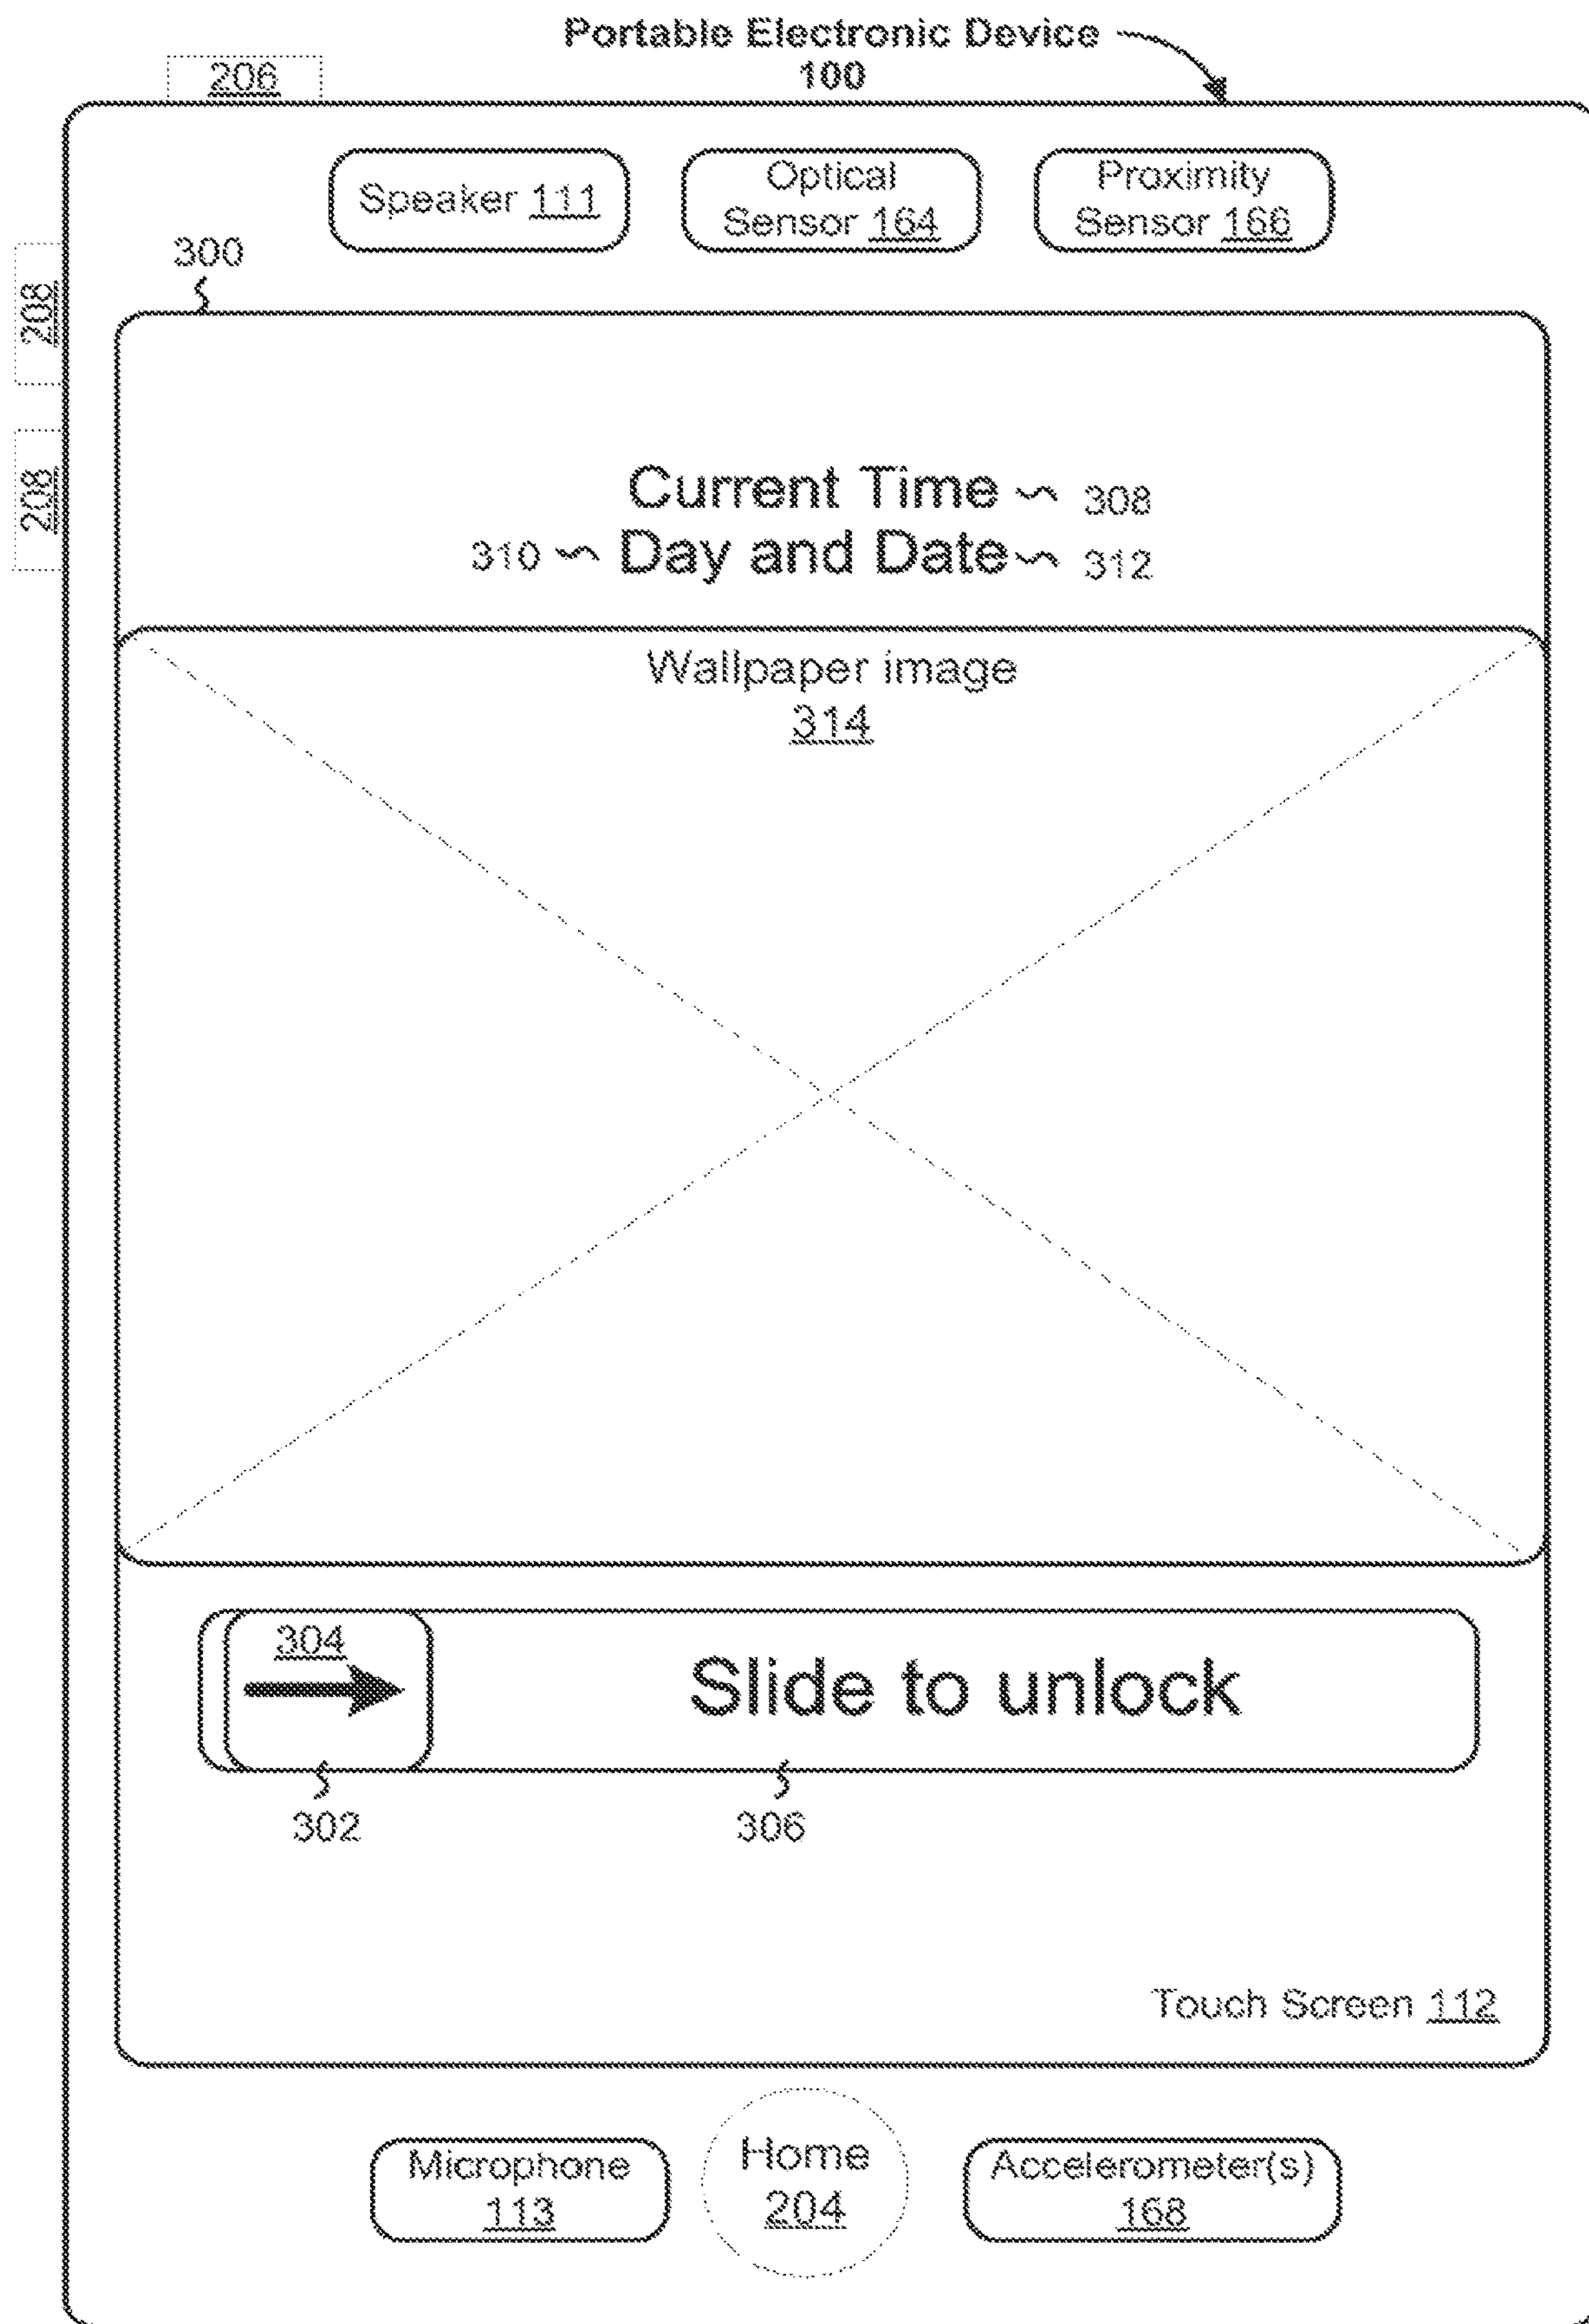 Portable Electronic Device
100
206
Speaker 111
Optical
Sensor 164
Proximity
Sensor 166
300
208
208
Current Time 308
310 Day and Date 312
Wallpaper image
314
304
Slide to unlock
302
306
Touch Screen 112
Microphone
113
Home
204
Accelerometer(s)
168